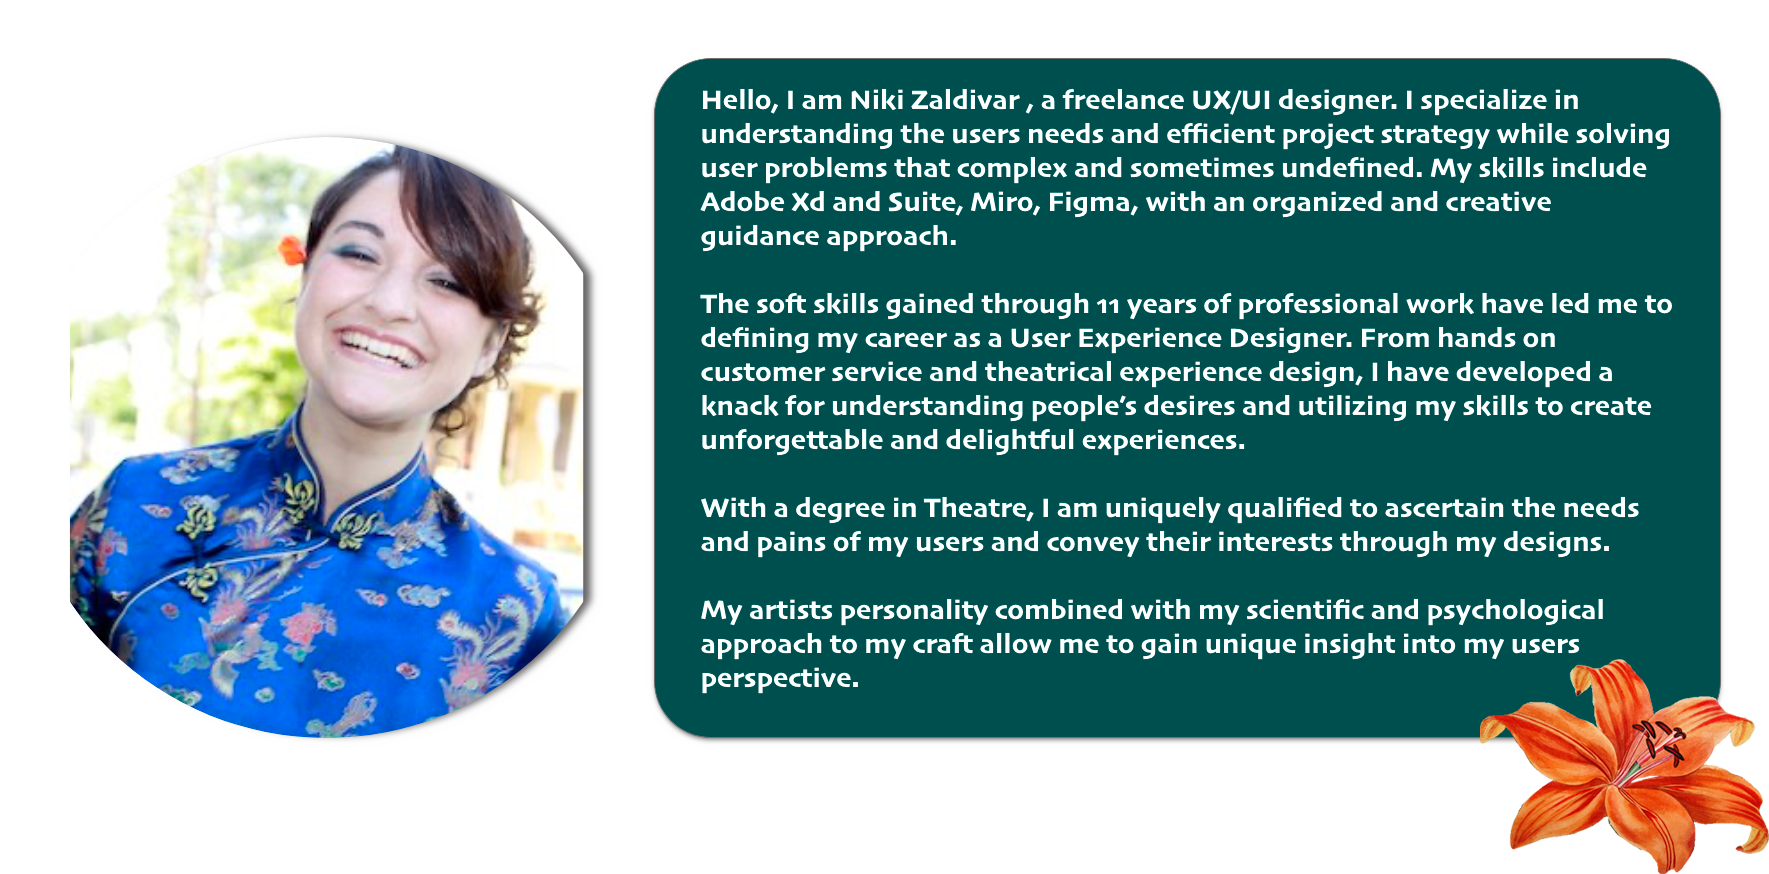 Hello, I am Niki Zaldivar , a freelance UX/UI designer. I specialize in
understanding the users needs and efficient project strategy while solving
user problems that complex and sometimes undefined. My skills include
Adobe Xd and Suite, Miro, Figma, with an organized and creative
guidance approach.
The soft skills gained through 11 years of professional work have led me to
defining my career as a User Experience Designer. From hands on
customer service and theatrical experience design, I have developed a
knack for understanding people’s desires and utilizing my skills to create
unforgettable and delightful experiences.
With a degree in Theatre, I am uniquely qualified to ascertain the needs
and pains of my users and convey their interests through my designs.
My artists personality combined with my scientific and psychological
approach to my craft allow me to gain unique insight into my users
perspective.